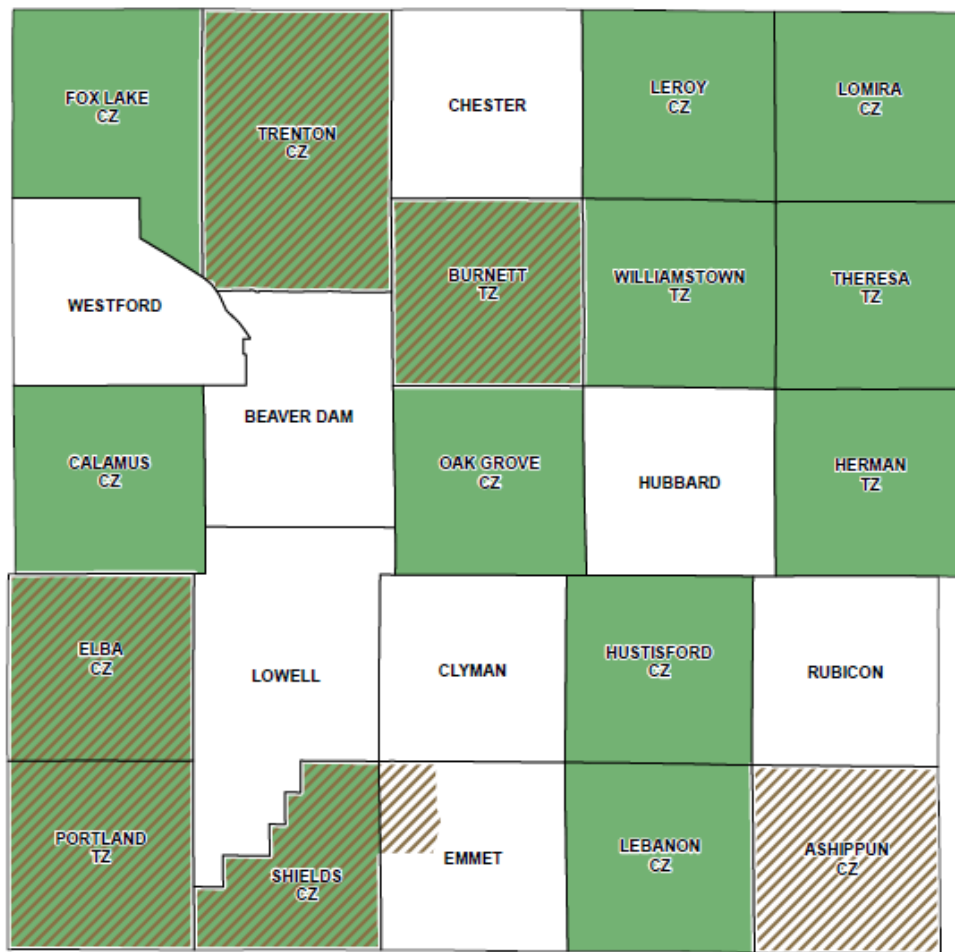 FOX LAKE
CZ
TRENTON
CZ
CHESTER
LEROY
CZ
LOMIRA
CZ
WESTFORD
BURNETT
TZ
WILLIAMSTOWN
TZ
THERESA
TZ
BEAVER DAM
CALAMUS
CZ
OAK GROVE
CZ
HUBBARD
HERMAN
TZ
ELBA
CZ
LOWELL
CLYMAN
HUSTISFORD
CZ
RUBICON
PORTLAND
TZ
SHIELDS
CZ
EMMET
LEBANON
CZ
ASHIPPUN
CZ